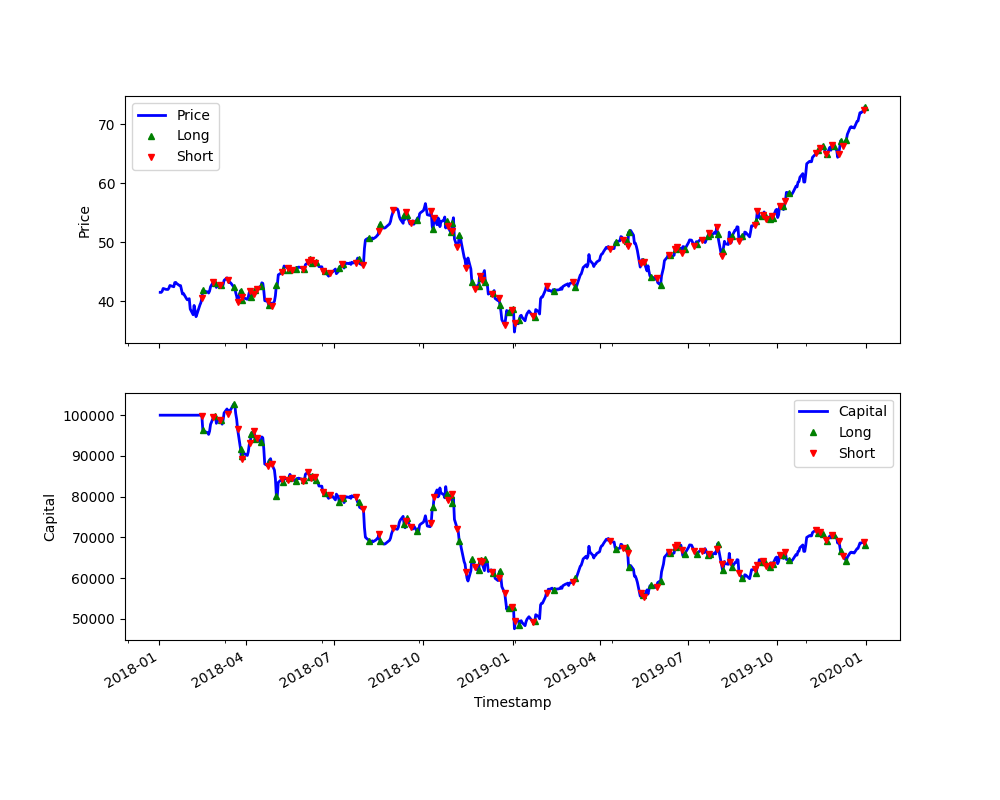 Price
Long
Short
70
60
50
40
Price
Capital
Long
Short
100000
90000
80000
70000
60000
50000
Capital
2018-01
2018-04
2018-07
2018-10
2019-01
2019-04
2019-07
2019-10
2020-01
Timestamp